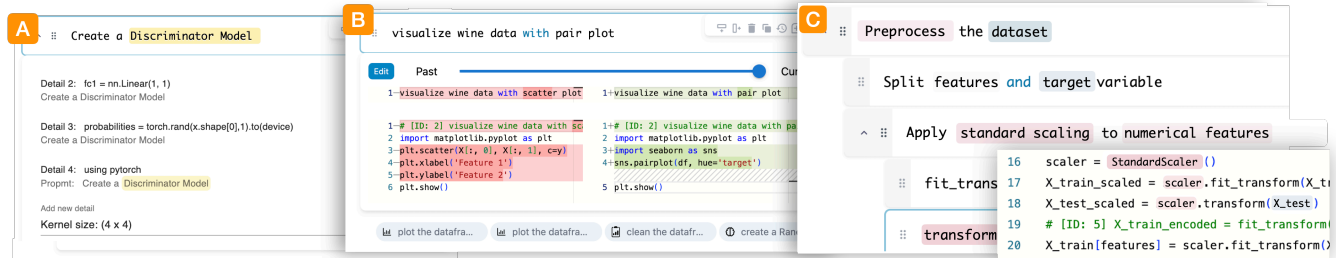 A
Create a Discriminator Model
Detail 2: fc1 = nn.Linear(1, 1)
Create a Discriminator Model
Detail 3: probabilities = torch.rand(x.shape[0],1).to(device)
Create a Discriminator Model
Detail 4: using pytorch
Propmt: Create a Discriminator Model
Add new detail
Kernel size: (4 x 4)
B
visualize wine data with pair plot
Edit Past Cur
1-visualize wine data with scatter plot
1+visualize wine data with pair plot
1-# [ID: 2] visualize wine data with sc
2 import matplotlib.pyplot as plt
3-plt.scatter(X[:, 0], X[:, 1], c=y)
4-plt.xlabel('Feature 1')
5-plt.ylabel('Feature 2')
6 plt.show()
1+# [ID: 2] visualize wine data with pa
2 import matplotlib.pyplot as plt
3+import seaborn as sns
4+sns.pairplot(df, hue='target')
5 plt.show()
plot the datafra... plot the datafra... clean the datafr... create a Ran
C
Preprocess the dataset
Split features and target variable
Apply standard scaling to numerical features
fit_trans
transform
16 scaler = StandardScaler()
17 X_train_scaled = scaler.fit_transform(X_tr
18 X_test_scaled = scaler.transform(X_test)
19 # [ID: 5] X_train_encoded = fit_transform(
20 X_train[features] = scaler.fit_transform(X